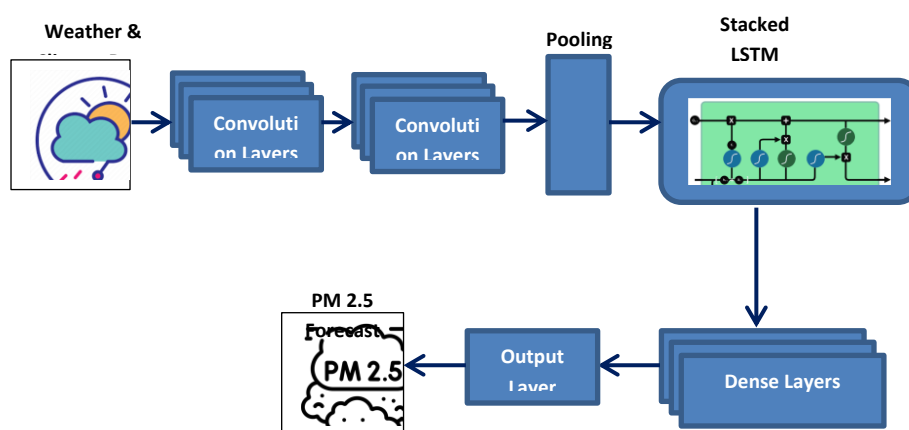 Weather &
Convoluti
on Layers
Convoluti
on Layers
Pooling
Stacked
LSTM
PM 2.5
Forecast
PM 2.5
Output
Layer
Dense Layers